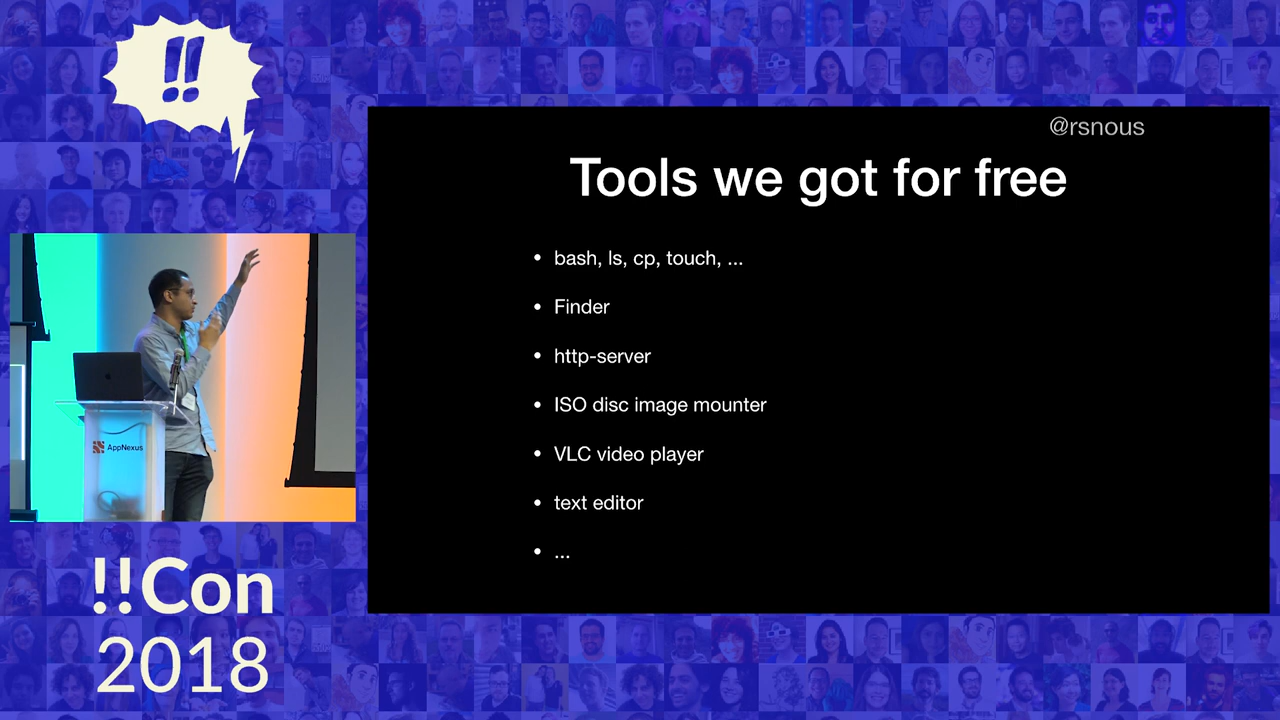 !!
@rsnous
Tools we got for free
• bash, ls, cp, touch, ...
• Finder
• http-server
• ISO disc image mounter
• VLC video player
• text editor
• ...
AppNexus
!!Con
2018